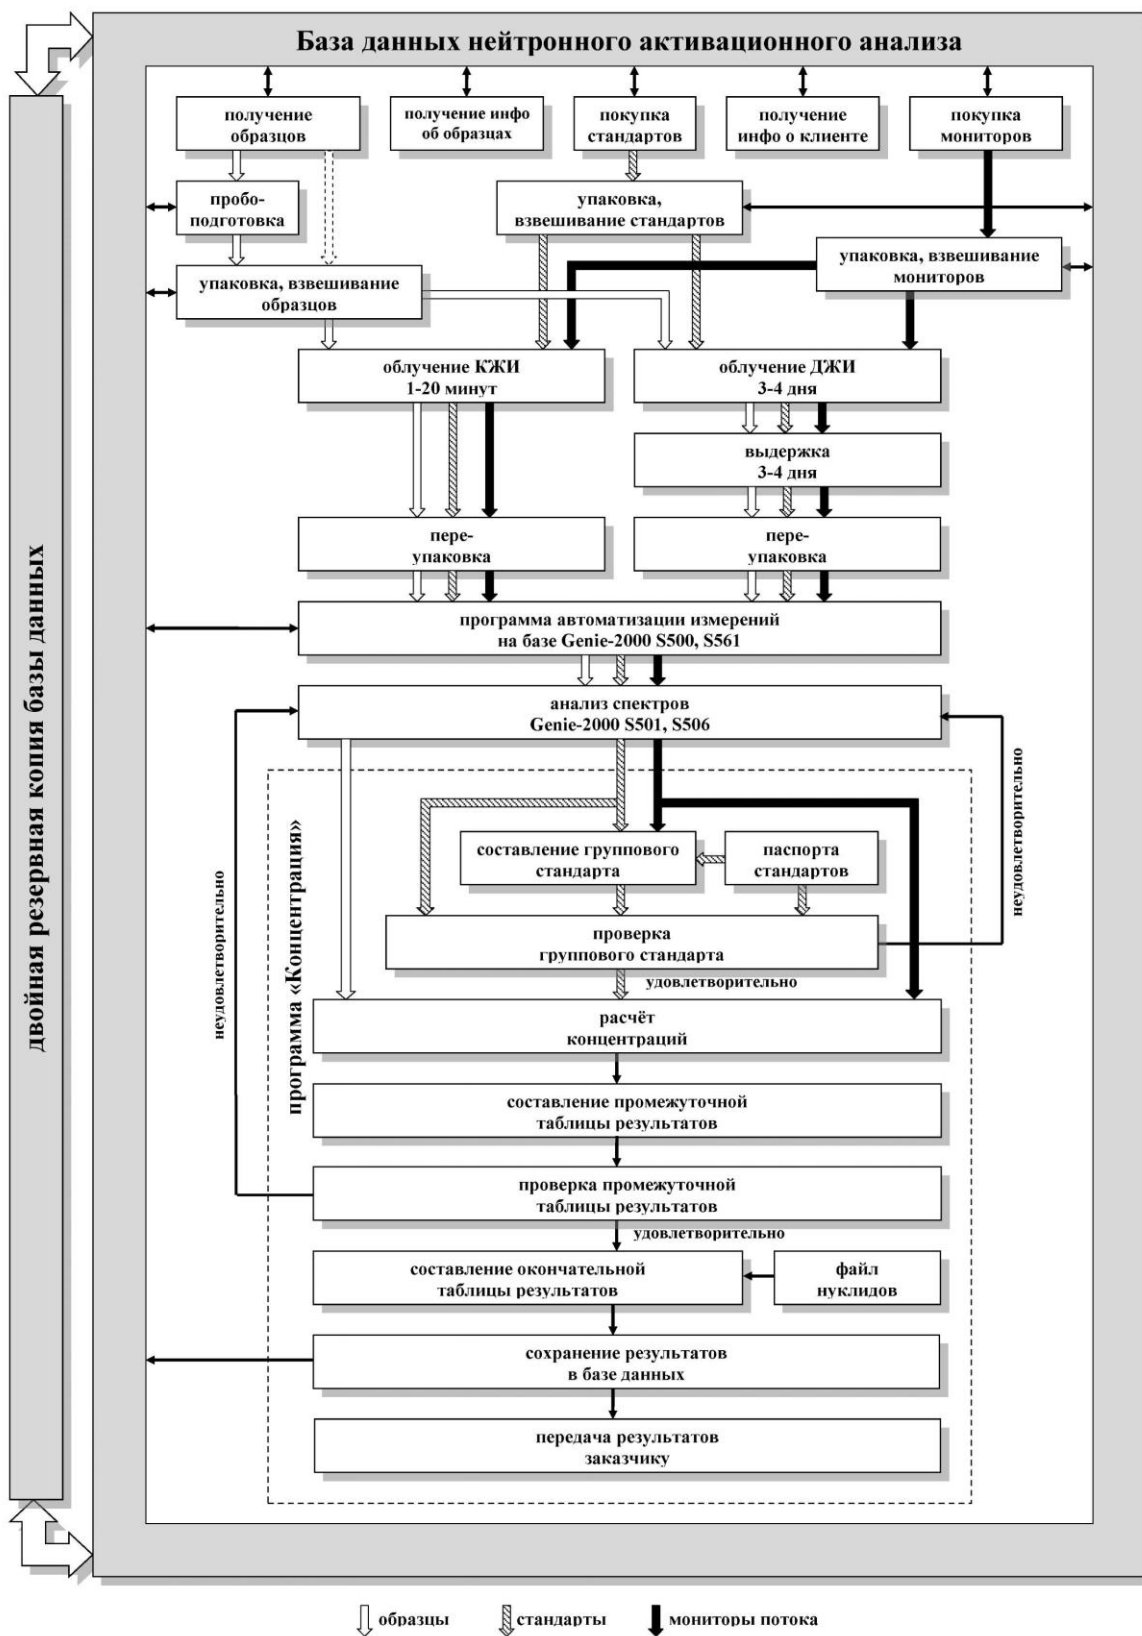 База данных нейтронного активационного анализа
двойная резервная копия базы данных
получение
образцов
получение инфо
об образцах
покупка
стандартов
получение
инфо о клиенте
покупка
мониторов
пробо-
подготовка
упаковка,
взвешивание стандартов
упаковка, взвешивание
мониторов
упаковка, взвешивание
образцов
облучение КЖИ
1-20 минут
облучение ДЖИ
3-4 дня
выдержка
3-4 дня
пере-
упаковка
пере-
упаковка
программа автоматизации измерений
на базе Genie-2000 S500, S561
анализ спектров
Genie-2000 S501, S506
неудовлетворительно
неудовлетворительно
программа «Концентрация»
составление группового
стандарта
паспорта
стандартов
проверка
группового стандарта
удовлетворительно
расчёт
концентраций
составление промежуточной
таблицы результатов
проверка промежуточной
таблицы результатов
удовлетворительно
составление окончательной
таблицы результатов
файл
нуклидов
сохранение результатов
в базе данных
передача результатов
заказчику
образцы
стандарты
мониторы потока